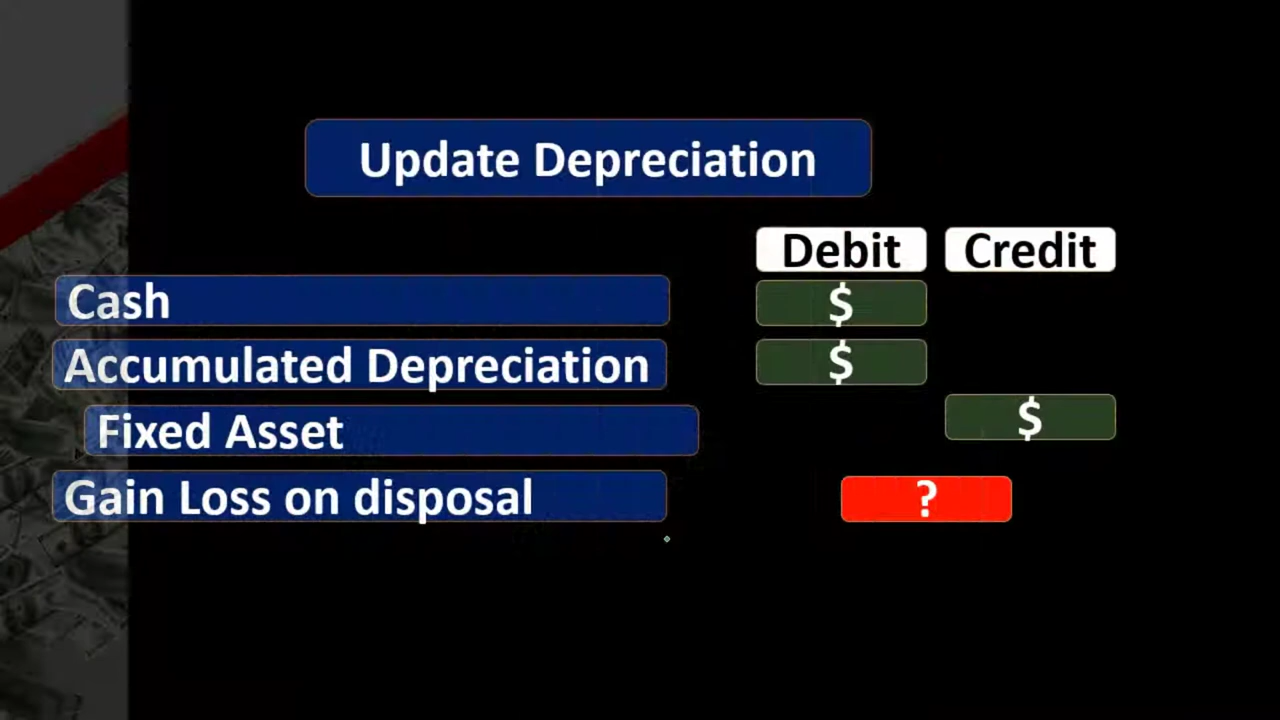 Update Depreciation
Debit Credit
Cash $
Accumulated Depreciation $
Fixed Asset $
Gain Loss on disposal ?